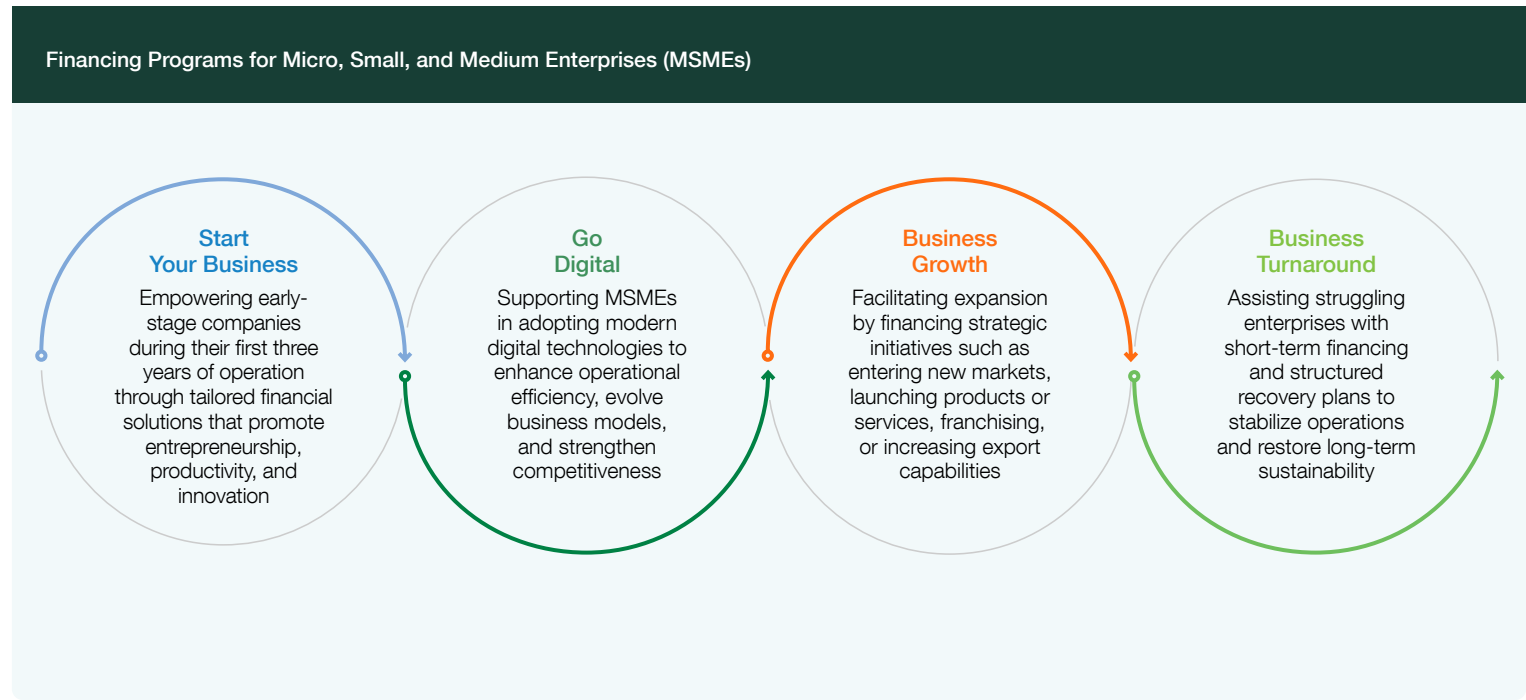 Financing Programs for Micro, Small, and Medium Enterprises (MSMEs)
Start
Your Business
Empowering early-
stage companies
during their first three
years of operation
through tailored financial
solutions that promote
entrepreneurship,
productivity, and
innovation
Go
Digital
Supporting MSMEs
in adopting modern
digital technologies to
enhance operational
efficiency, evolve
business models,
and strengthen
competitiveness
Business
Growth
Facilitating expansion
by financing strategic
initiatives such as
entering new markets,
launching products or
services, franchising,
or increasing export
capabilities
Business
Turnaround
Assisting struggling
enterprises with
short-term financing
and structured
recovery plans to
stabilize operations
and restore long-term
sustainability